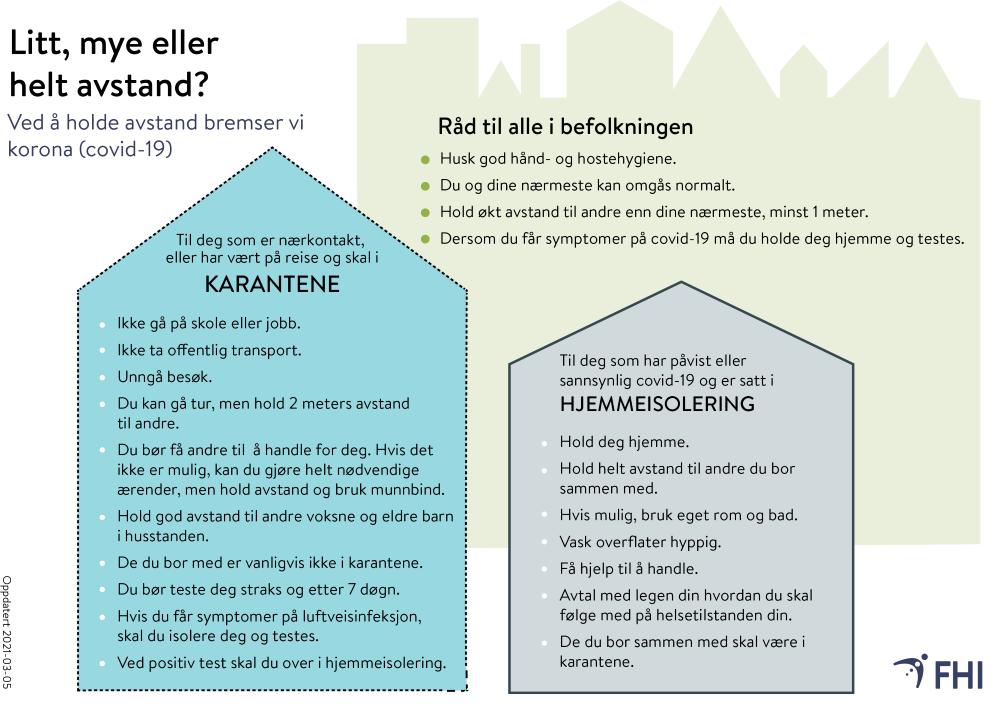 Litt, mye eller
helt avstand?
Ved å holde avstand bremser vi
korona (covid-19)
Råd til alle i befolkningen
Husk god hånd- og hostehygiene.
Du og dine nærmeste kan omgås normalt.
Hold økt avstand til andre enn dine nærmeste, minst 1 meter.
Dersom du får symptomer på covid-19 må du holde deg hjemme og testes.
Til deg som er nærkontakt,
eller har vært på reise og skal i
KARANTENE
Ikke gå på skole eller jobb.
Ikke ta offentlig transport.
Unngå besøk.
Du kan gå tur, men hold 2 meters avstand
til andre.
Du bør få andre til å handle for deg. Hvis det
ikke er mulig, kan du gjøre helt nødvendige
ærender, men hold avstand og bruk munnbind.
Hold god avstand til andre voksne og eldre barn
i husstanden.
De du bor med er vanligvis ikke i karantene.
Du bør teste deg straks og etter 7 døgn.
Hvis du får symptomer på luftveisinfeksjon,
skal du isolere deg og testes.
Ved positiv test skal du over i hjemmeisolering.
Til deg som har påvist eller
sannsynlig covid-19 og er satt i
HJEMMEISOLERING
Hold deg hjemme.
Hold helt avstand til andre du bor
sammen med.
Hvis mulig, bruk eget rom og bad.
Vask overflater hyppig.
Få hjelp til å handle.
Avtal med legen din hvordan du skal
følge med på helsetilstanden din.
De du bor sammen med skal være i
karantene.
Oppdatert 2021-03-05
FHI